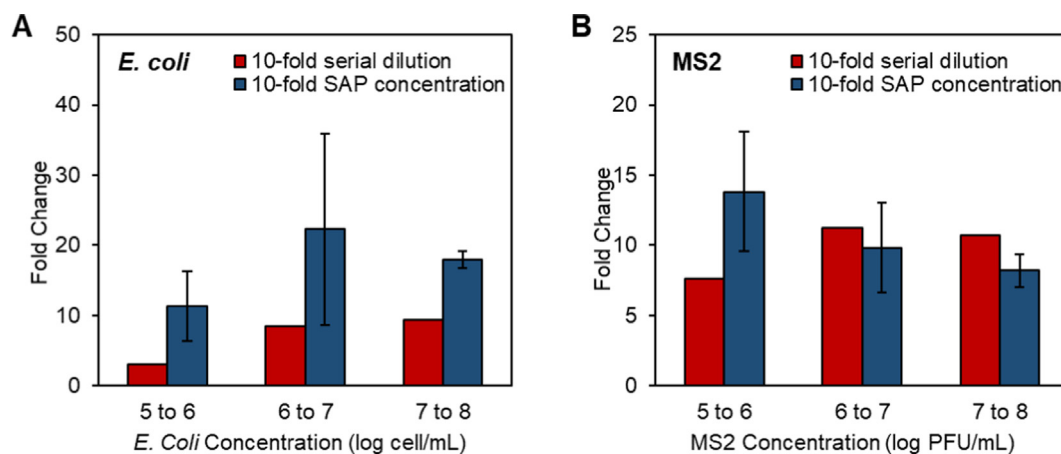 A
E. coli
10-fold serial dilution
10-fold SAP concentration
Fold Change
50
40
30
20
10
0
5 to 6
6 to 7
7 to 8
E. Coli Concentration (log cell/mL)
B
MS2
10-fold serial dilution
10-fold SAP concentration
Fold Change
25
20
15
10
5
0
5 to 6
6 to 7
7 to 8
MS2 Concentration (log PFU/mL)